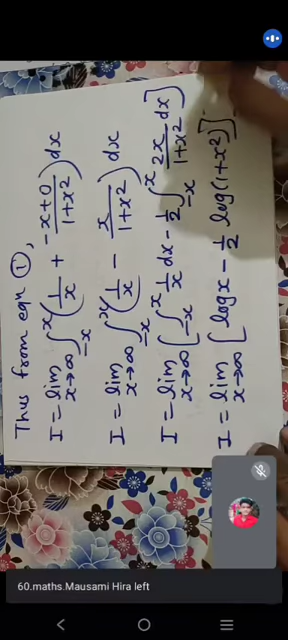 Thus from eqn ①,
I = lim x→∞ ∫_{-x}^{x} (1/x + (-x+0)/(1+x²)) dx
I = lim x→∞ ∫_{-x}^{x} (1/x - x/(1+x²)) dx
I = lim x→∞ [∫_{-x}^{x} 1/x dx - 1/2 ∫_{-x}^{x} 2x/(1+x²) dx]
I = lim x→∞ [log x - 1/2 log(1+x²)]
60.maths.Mausami Hira left